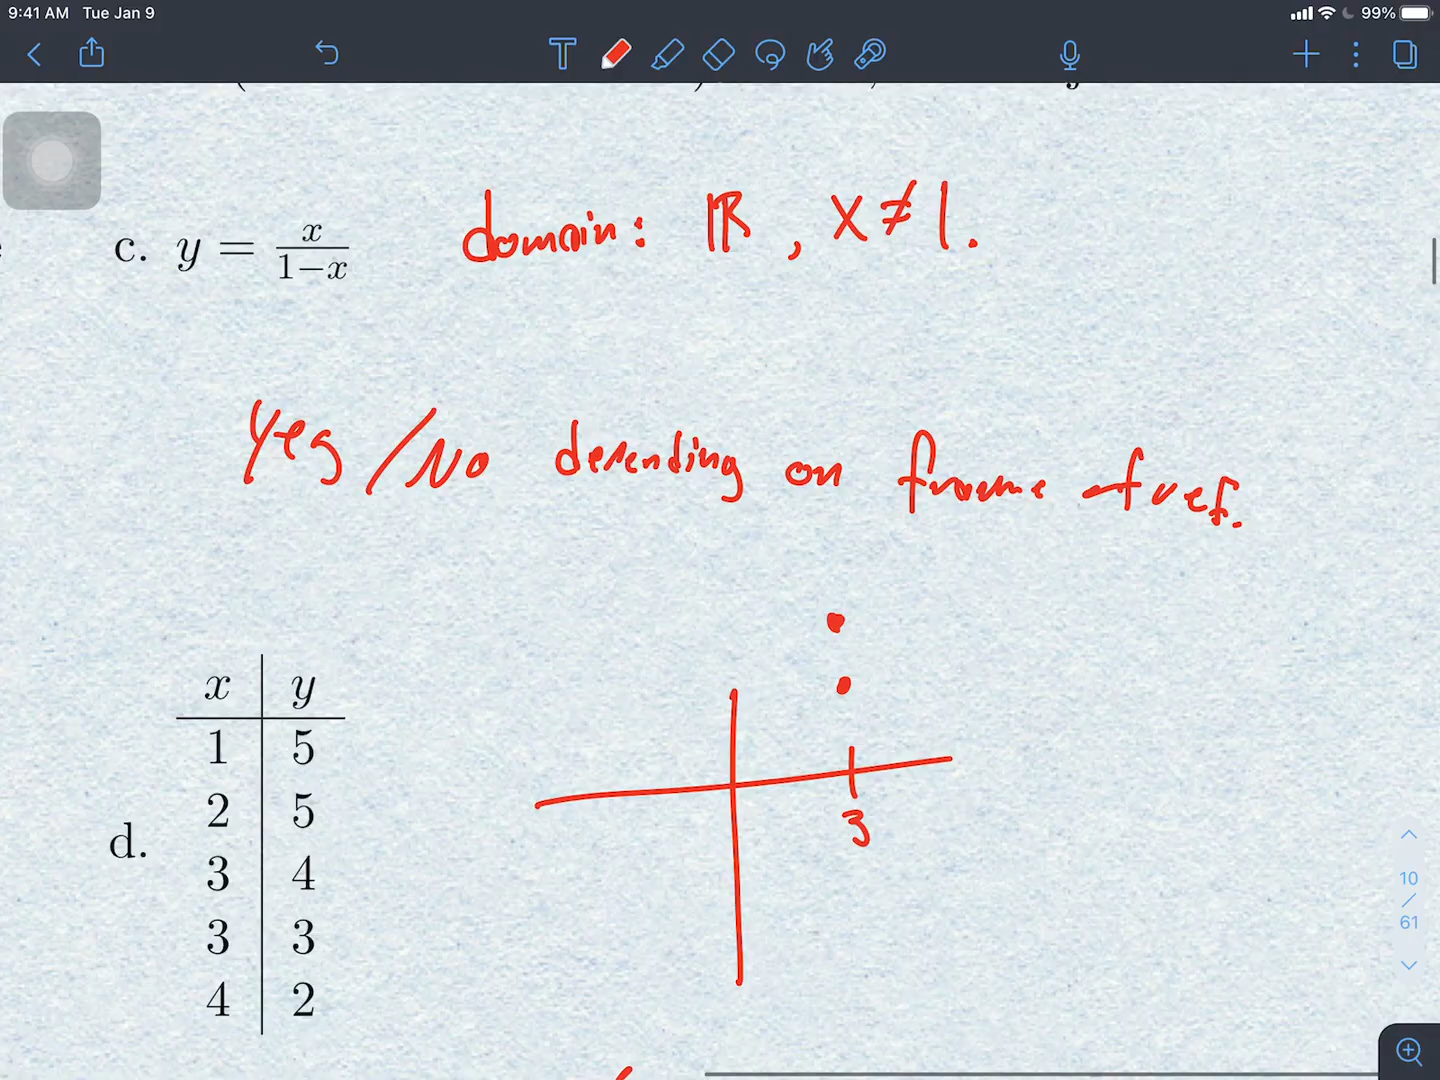 9:41 AM Tue Jan 9 99%
c. y = x/(1−x) domain: ℝ, x ≠ 1.
Yes/No depending on frame of ref.
x y
1 5
2 5
d.
3 4
3 3
4 2
3
10
/
61